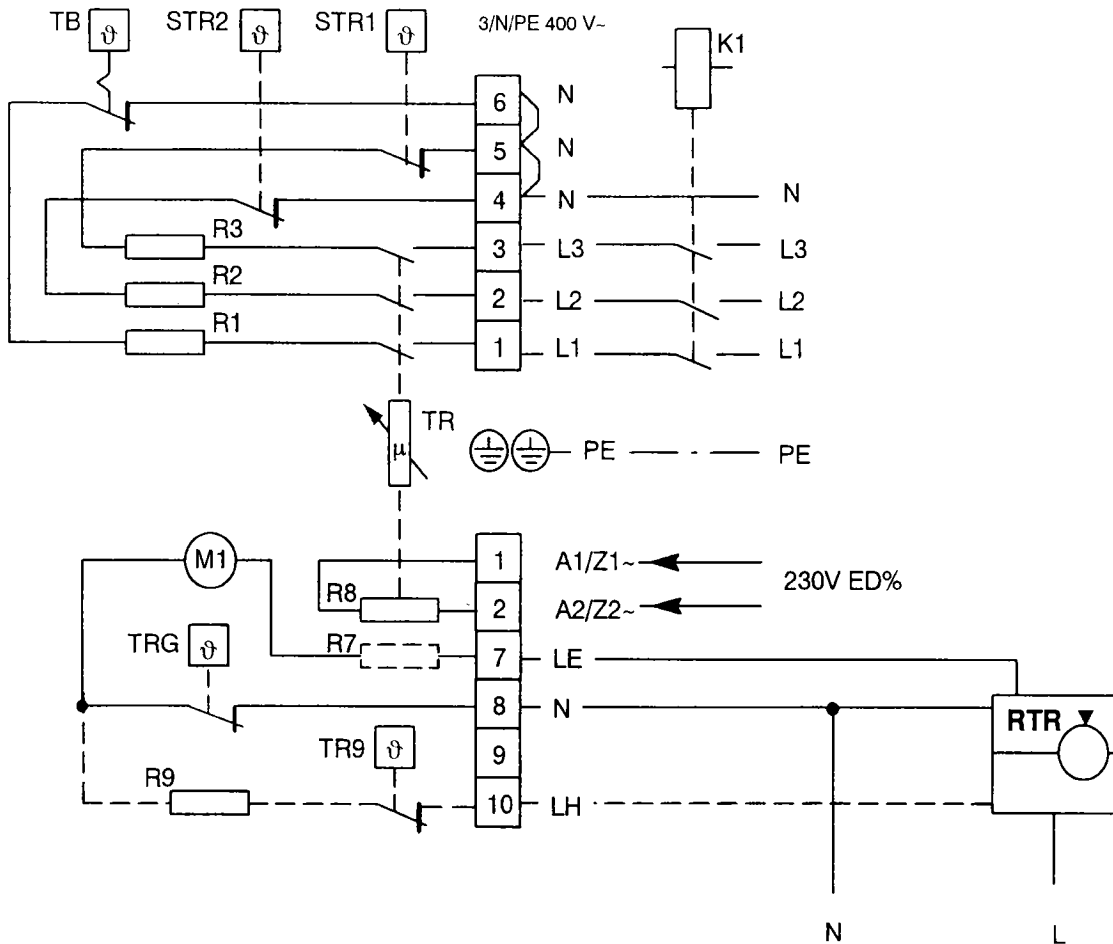 TB ϑ STR2 ϑ STR1 ϑ 3/N/PE 400 V~ K1
6 N
5 N
4 N N
R3 3 L3 L3
R2 2 L2 L2
R1 1 L1 L1
TR
μ PE PE
M1 1 A1/Z1~
230V ED%
R8 2 A2/Z2~
TRG ϑ R7 7 LE
8 N RTR
TR9 ϑ 9
R9 10 LH
N L